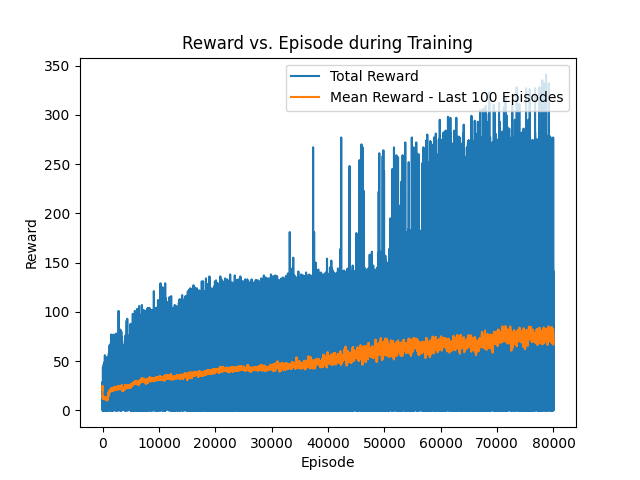 Reward vs. Episode during Training
Total Reward
Mean Reward - Last 100 Episodes
350
300
250
200
150
100
50
0
Reward
0 10000 20000 30000 40000 50000 60000 70000 80000
Episode